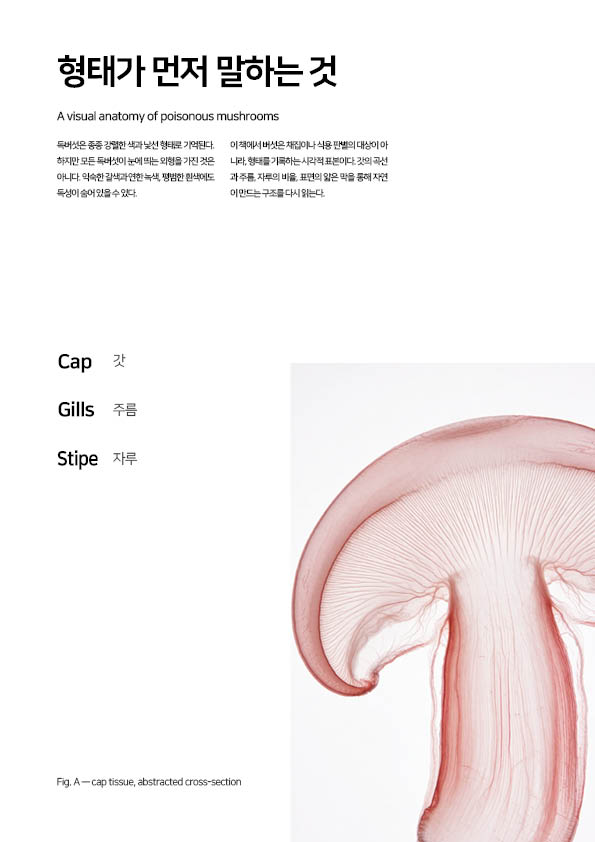 형태가 먼저 말하는 것
A visual anatomy of poisonous mushrooms
독버섯은 종종 강렬한 색과 낯선 형태로 기억된다.
하지만 모든 독버섯이 눈에 띄는 외형을 가진 것은
아니다. 익숙한 갈색과 연한 녹색, 평범한 흰색에도
독성이 숨어 있을 수 있다.
이 책에서 버섯은 채집이나 식용 판별의 대상이 아
니라, 형태를 기록하는 시각적 표본이다. 갓의 곡선
과 주름, 자루의 비율, 표면의 얇은 막을 통해 자연
이 만드는 구조를 다시 읽는다.
Cap 갓
Gills 주름
Stipe 자루
Fig. A — cap tissue, abstracted cross-section